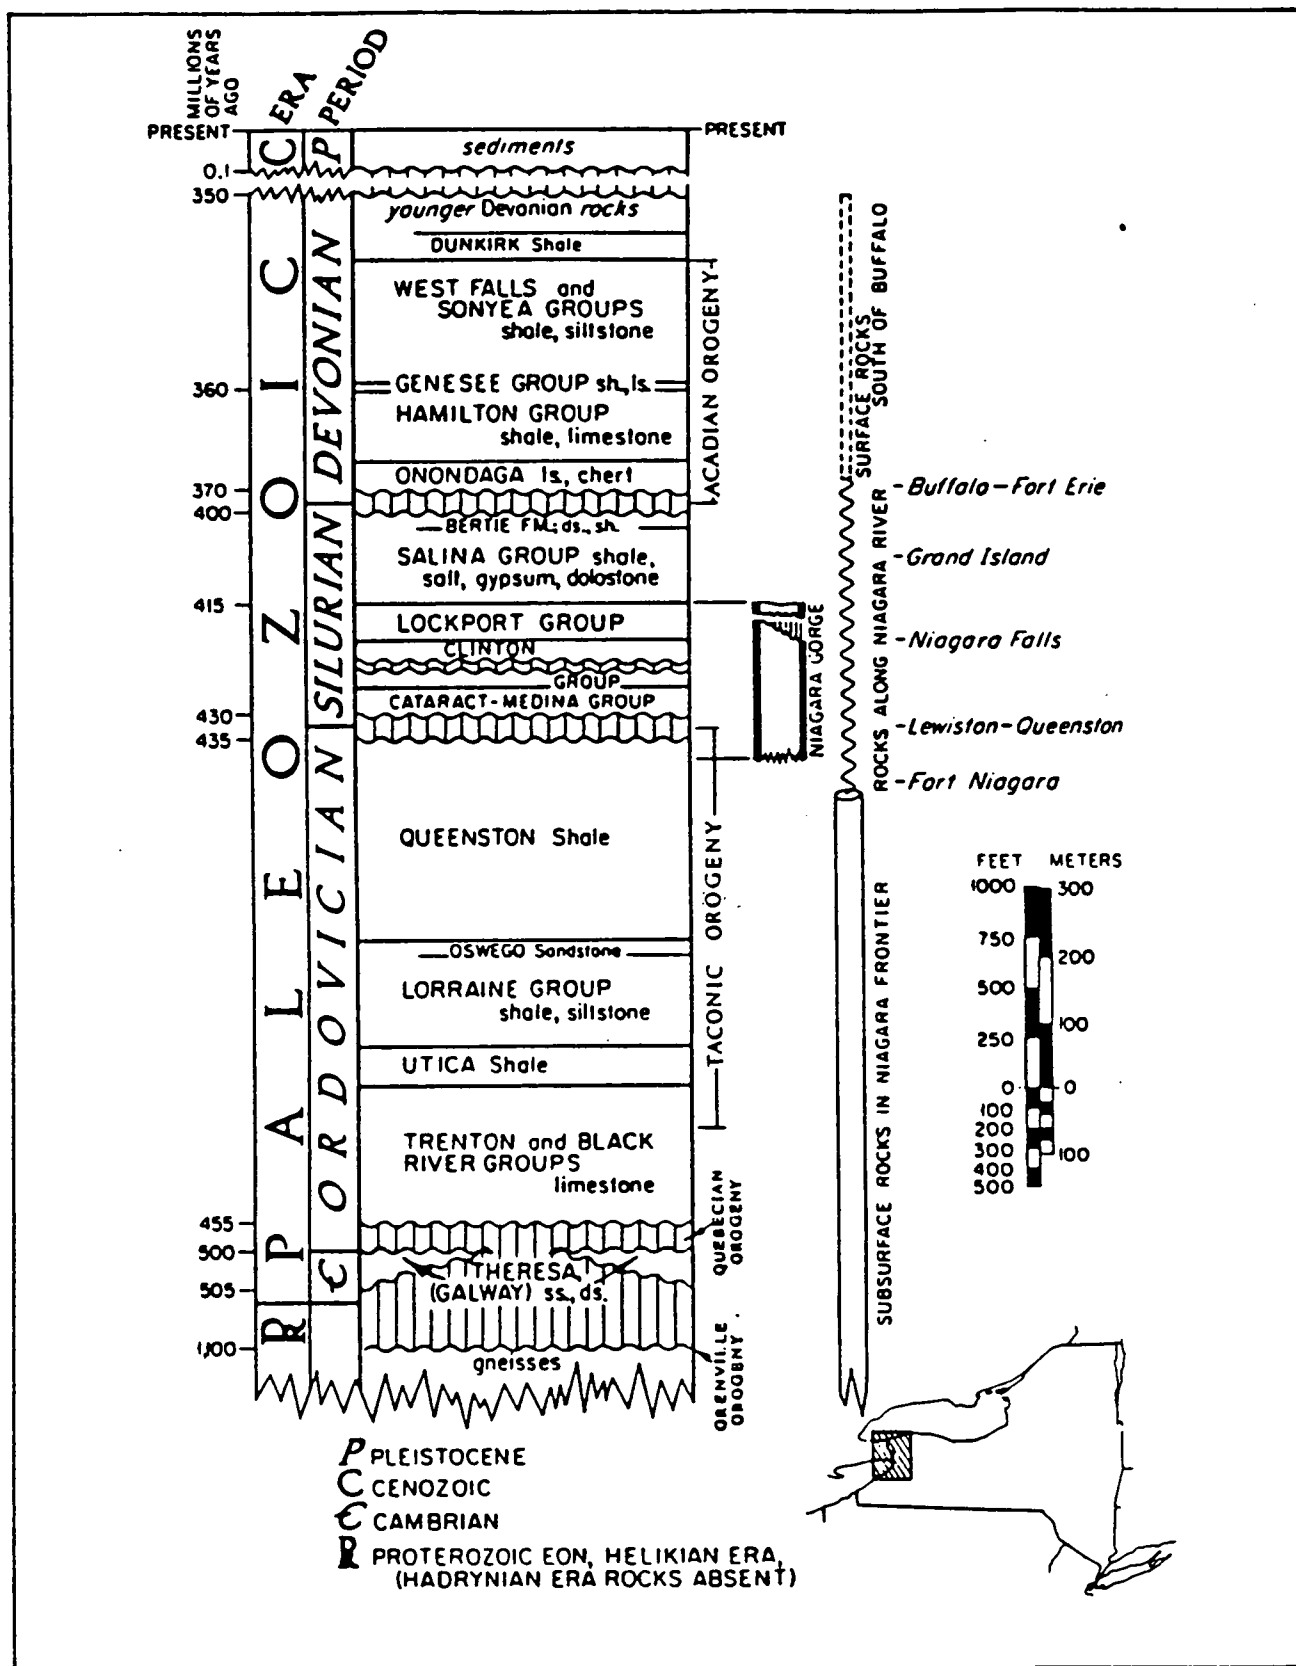 MILLIONS
OF YEARS
AGO
ERA
PERIOD
PRESENT
C
P
sediments
PRESENT
0.1
350
younger Devonian rocks
DUNKIRK Shale
WEST FALLS and
SONYEA GROUPS
shale, siltstone
360
GENESEE GROUP sh., ls.
HAMILTON GROUP
shale, limestone
ONONDAGA ls., chert
370
400
BERTIE FM.; ds., sh.
SALINA GROUP shale,
salt, gypsum, dolostone
415
LOCKPORT GROUP
CLINTON
GROUP
CATARACT-MEDINA GROUP
430
435
QUEENSTON Shale
OSWEGO Sandstone
LORRAINE GROUP
shale, siltstone
UTICA Shale
TRENTON and BLACK
RIVER GROUPS
limestone
455
500
THERESA
(GALWAY) ss., ds.
505
1,100
gneisses
PALEOZOIC
DEVONIAN
SILURIAN
ORDOVICIAN
Є
PR
ACADIAN OROGENY
TACONIC OROGENY
QUEBECIAN
OROGENY
GRENVILLE
OROGENY
NIAGARA GORGE
SURFACE ROCKS
SOUTH OF BUFFALO
ROCKS ALONG NIAGARA RIVER
SUBSURFACE ROCKS IN NIAGARA FRONTIER
Buffalo-Fort Erie
Grand Island
Niagara Falls
Lewiston-Queenston
Fort Niagara
FEET METERS
1000 300
750
200
500
100
250
0 0
100
200
300 100
400
500
P PLEISTOCENE
C CENOZOIC
Є CAMBRIAN
PR PROTEROZOIC EON, HELIKIAN ERA,
(HADRYNIAN ERA ROCKS ABSENT)